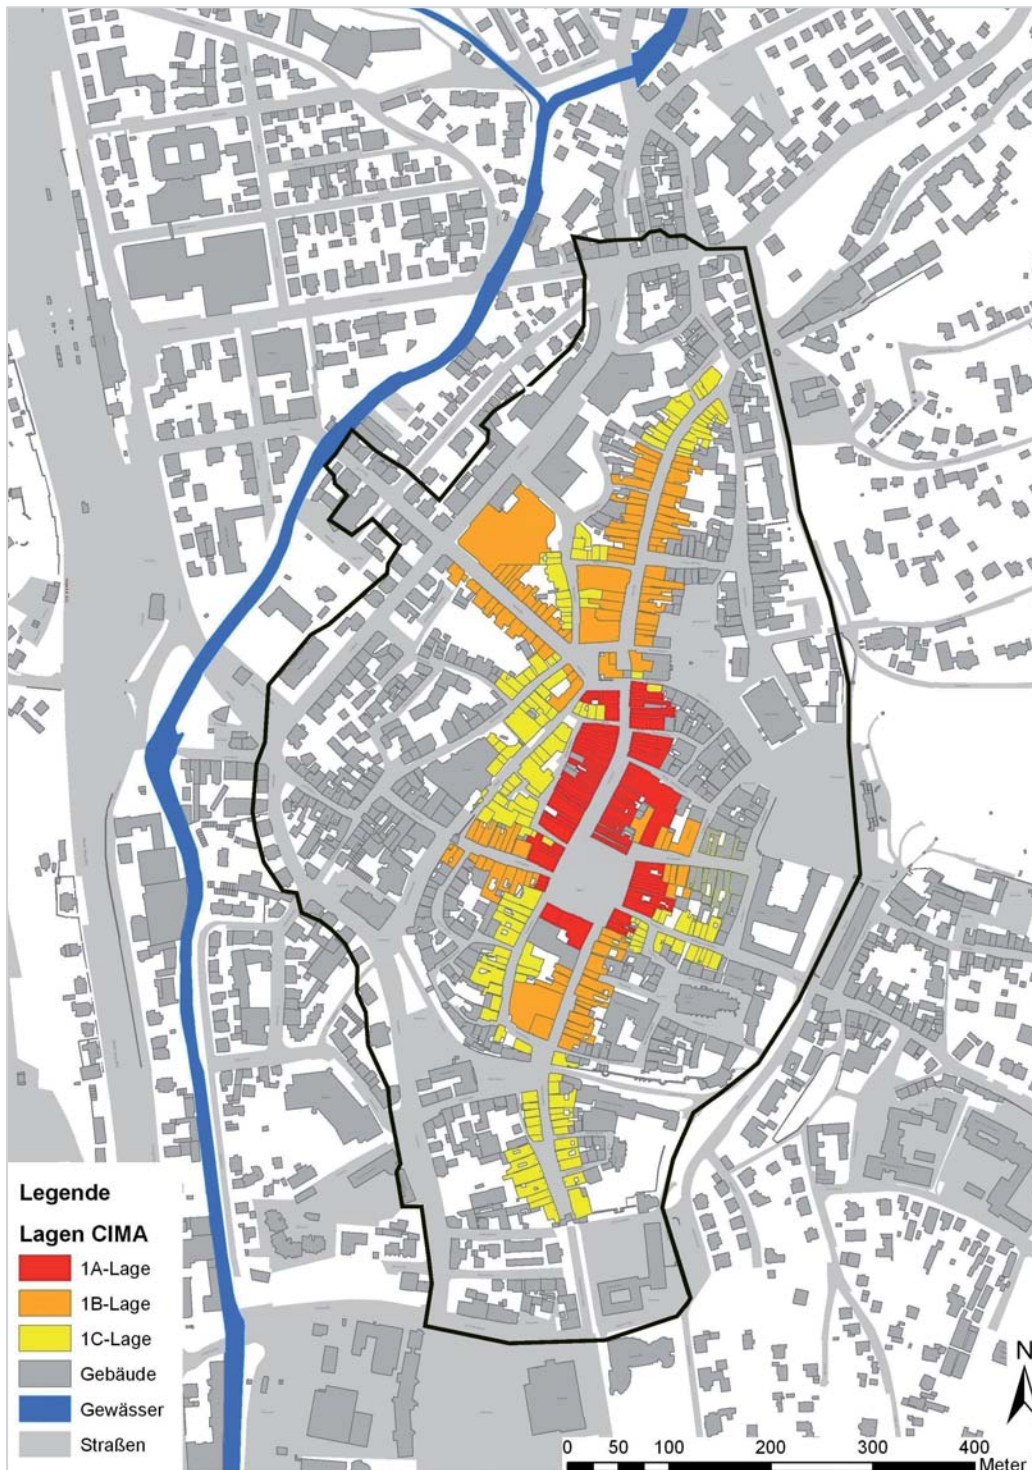 Legende
Lagen CIMA
1A-Lage
1B-Lage
1C-Lage
Gebäude
Gewässer
Straßen
N
0 50 100 200 300 400
Meter